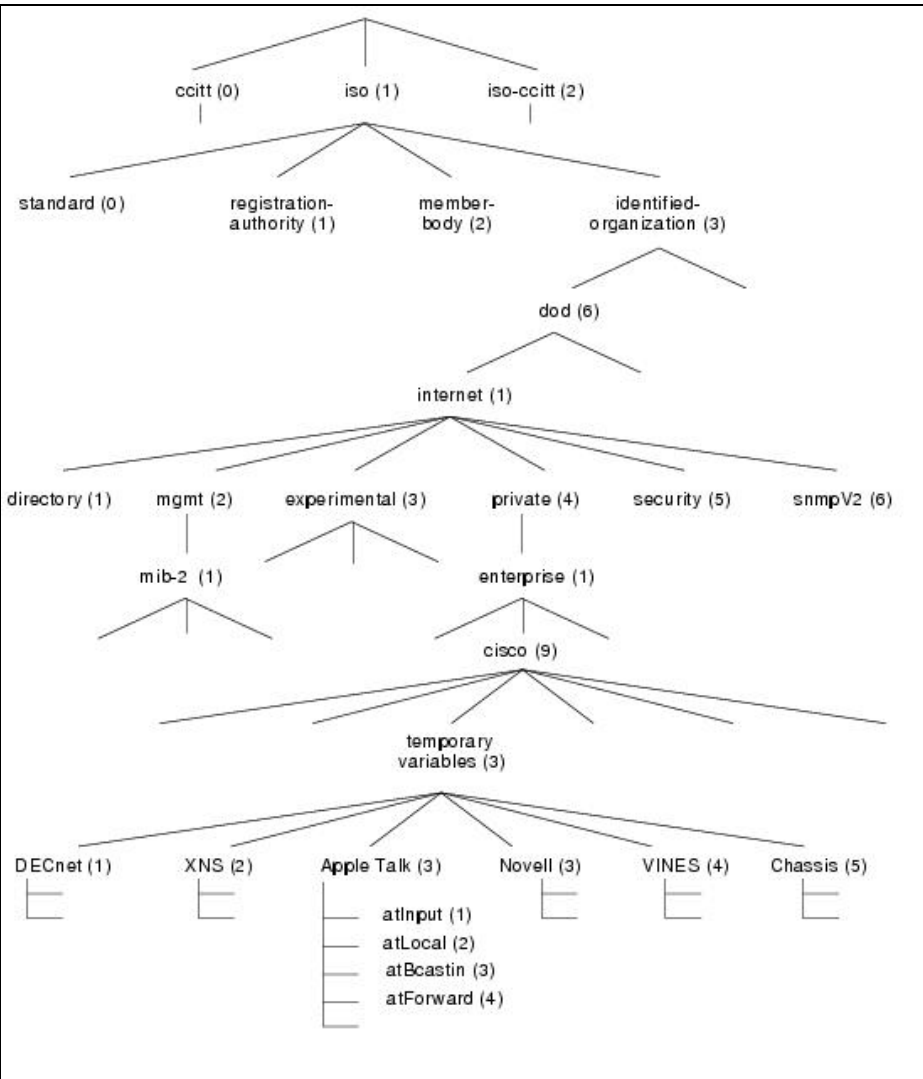 ccitt (0)
iso (1)
iso-ccitt (2)
standard (0)
registration-
authority (1)
member-
body (2)
identified-
organization (3)
dod (6)
internet (1)
directory (1)
mgmt (2)
experimental (3)
private (4)
security (5)
snmpV2 (6)
mib-2 (1)
enterprise (1)
cisco (9)
temporary
variables (3)
DECnet (1)
XNS (2)
Apple Talk (3)
Novell (3)
VINES (4)
Chassis (5)
atInput (1)
atLocal (2)
atBcastin (3)
atForward (4)